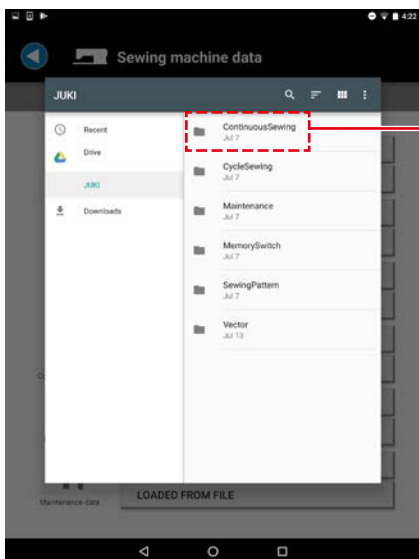 4:22
Sewing machine data
JUKI
Recent
Drive
JUKI
Downloads
ContinuousSewing
Jul 7
CycleSewing
Jul 7
Maintenance
Jul 7
MemorySwitch
Jul 7
SewingPattern
Jul 7
Vector
Jul 13
Maintenance data
LOADED FROM FILE